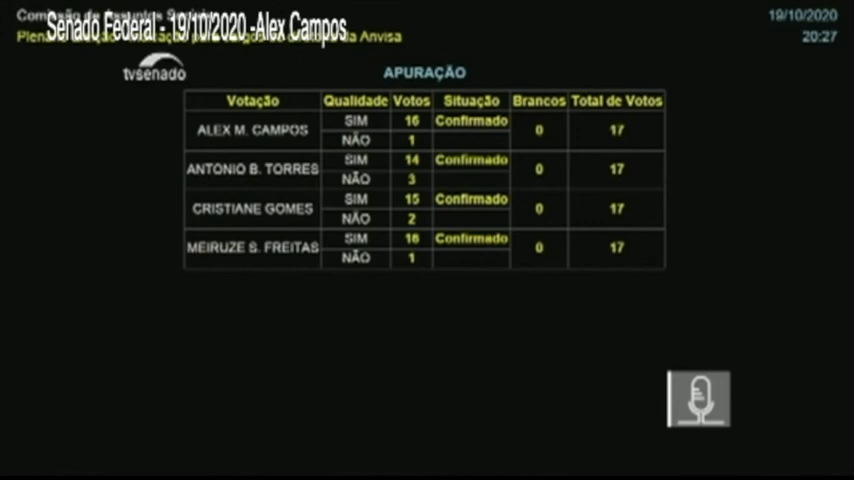 Senado Federal - 19/10/2020 -Alex Campos
19/10/2020
Anvisa
20:27
tvsenado
APURAÇÃO
Votação Qualidade Votos Situação Brancos Total de Votos
ALEX M. CAMPOS SIM 16 Confirmado 0 17
NÃO 1
ANTONIO B. TORRES SIM 14 Confirmado 0 17
NÃO 3
CRISTIANE GOMES SIM 15 Confirmado 0 17
NÃO 2
MEIRUZE S. FREITAS SIM 16 Confirmado 0 17
NÃO 1